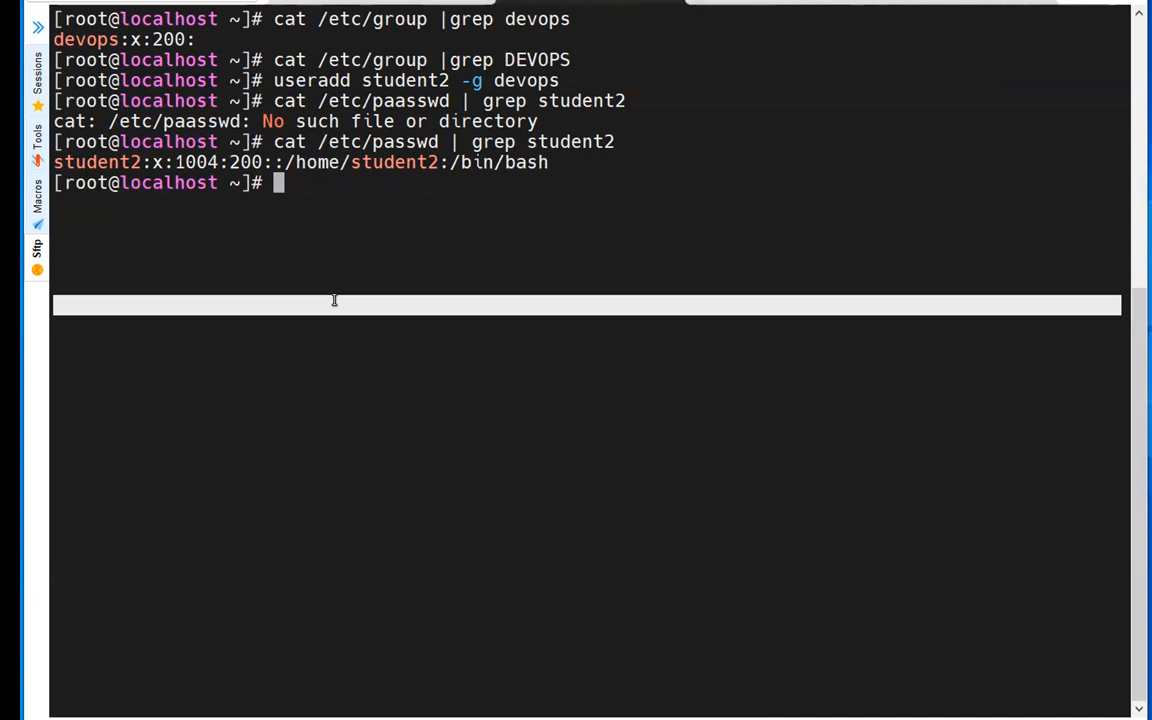 [root@localhost ~]# cat /etc/group |grep devops
devops:x:200:
[root@localhost ~]# cat /etc/group |grep DEVOPS
[root@localhost ~]# useradd student2 -g devops
[root@localhost ~]# cat /etc/paasswd | grep student2
cat: /etc/paasswd: No such file or directory
[root@localhost ~]# cat /etc/passwd | grep student2
student2:x:1004:200::/home/student2:/bin/bash
[root@localhost ~]#
Sessions
Tools
Macros
Sftp